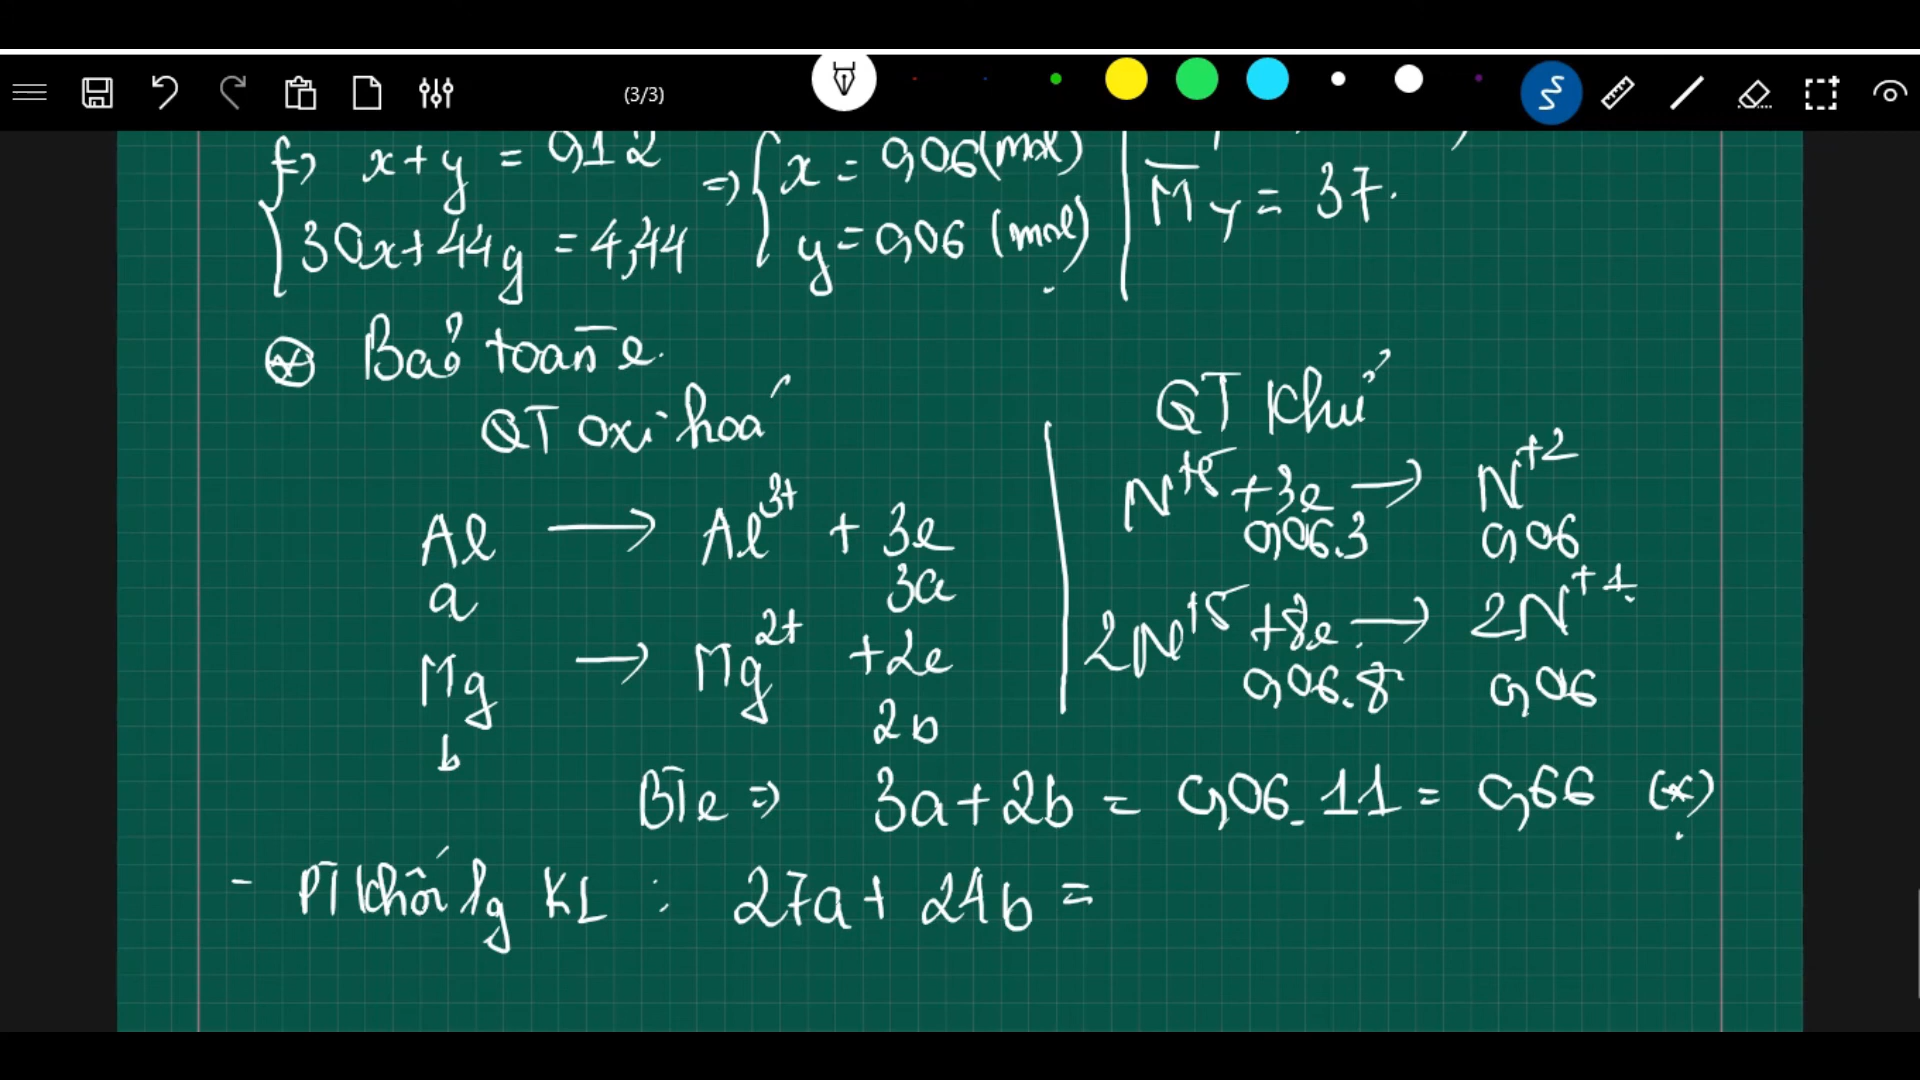 (3/3)
x+y = 0,12 => x = 0,06 (mol)
30x+44y = 4,44 y = 0,06 (mol)
M̅ Y = 37.
Bảo toàn e.
QT oxi hoá
Al → Al³⁺ + 3e
a 3a
Mg → Mg²⁺ +2e
b 2b
QT khử
N⁺⁵ +3e → N⁺²
0,06.3 0,06
2N⁺⁵ +8e → 2N⁺¹
0,06.8 0,06
BTe => 3a+2b = 0,06.11 = 0,66 (*)
- PT khối lg KL : 27a + 24b =